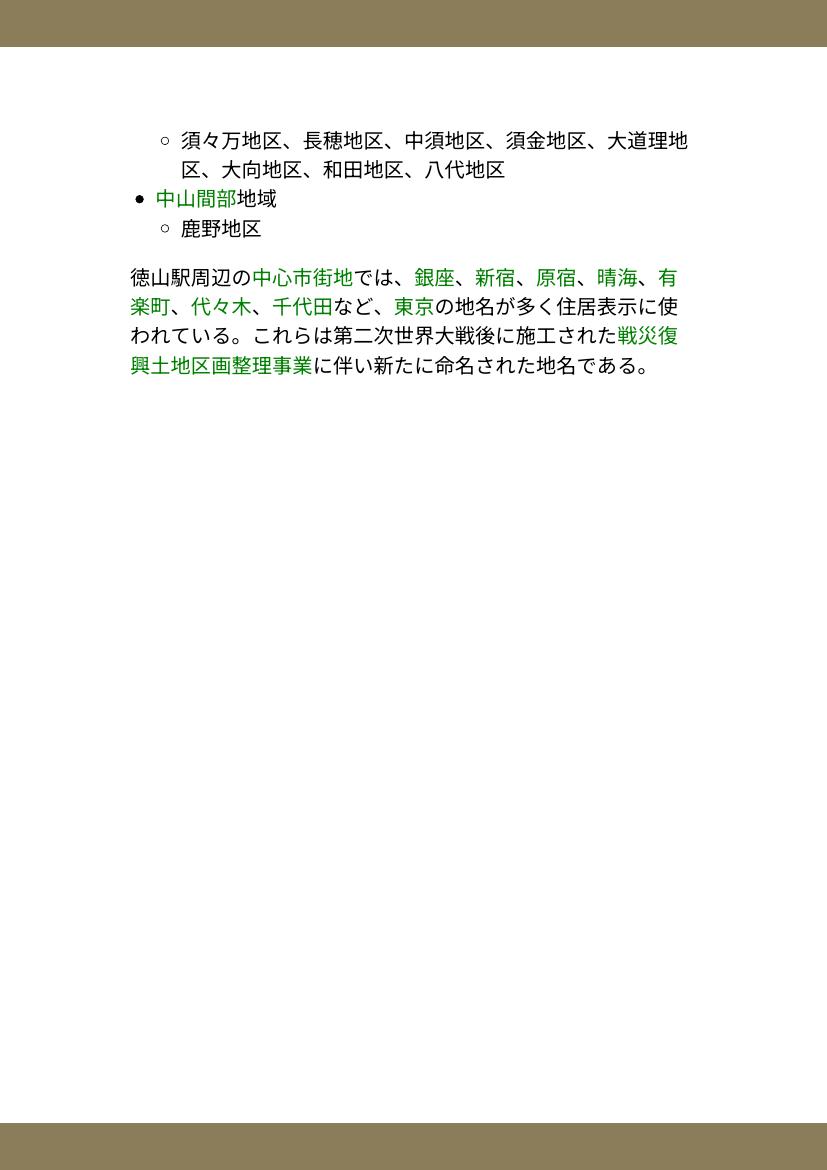 須々万地区、長穂地区、中須地区、須金地区、大道理地
区、大向地区、和田地区、八代地区
中山間部地域
鹿野地区
徳山駅周辺の中心市街地では、銀座、新宿、原宿、晴海、有
楽町、代々木、千代田など、東京の地名が多く住居表示に使
われている。これらは第二次世界大戦後に施工された戦災復
興土地区画整理事業に伴い新たに命名された地名である。